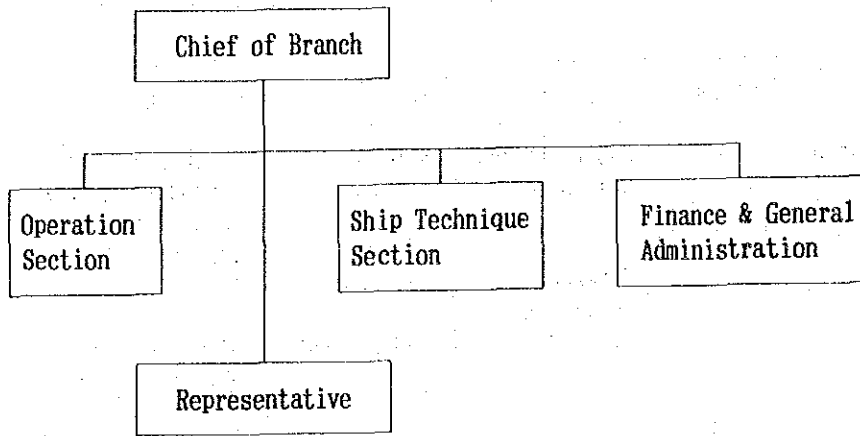 Chief of Branch
Operation
Section
Ship Technique
Section
Finance & General
Administration
Representative